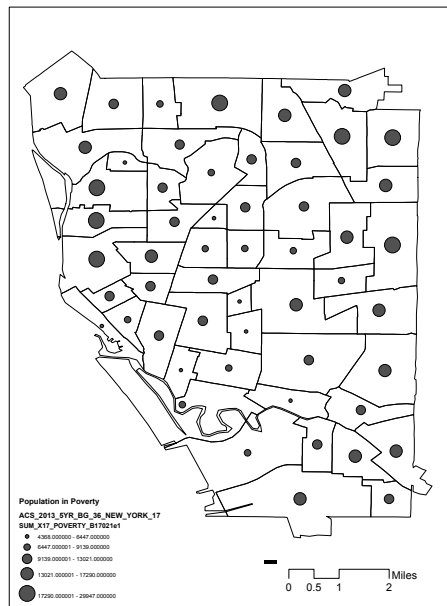 Population in Poverty
ACS_2013_5YR_BG_36_NEW_YORK_17
SUM_X17_POVERTY_B17021e1
4368.000000 - 6447.000000
6447.000001 - 9139.000000
9139.000001 - 13021.000000
13021.000001 - 17290.000000
17290.000001 - 29947.000000
Miles
0 0.5 1 2